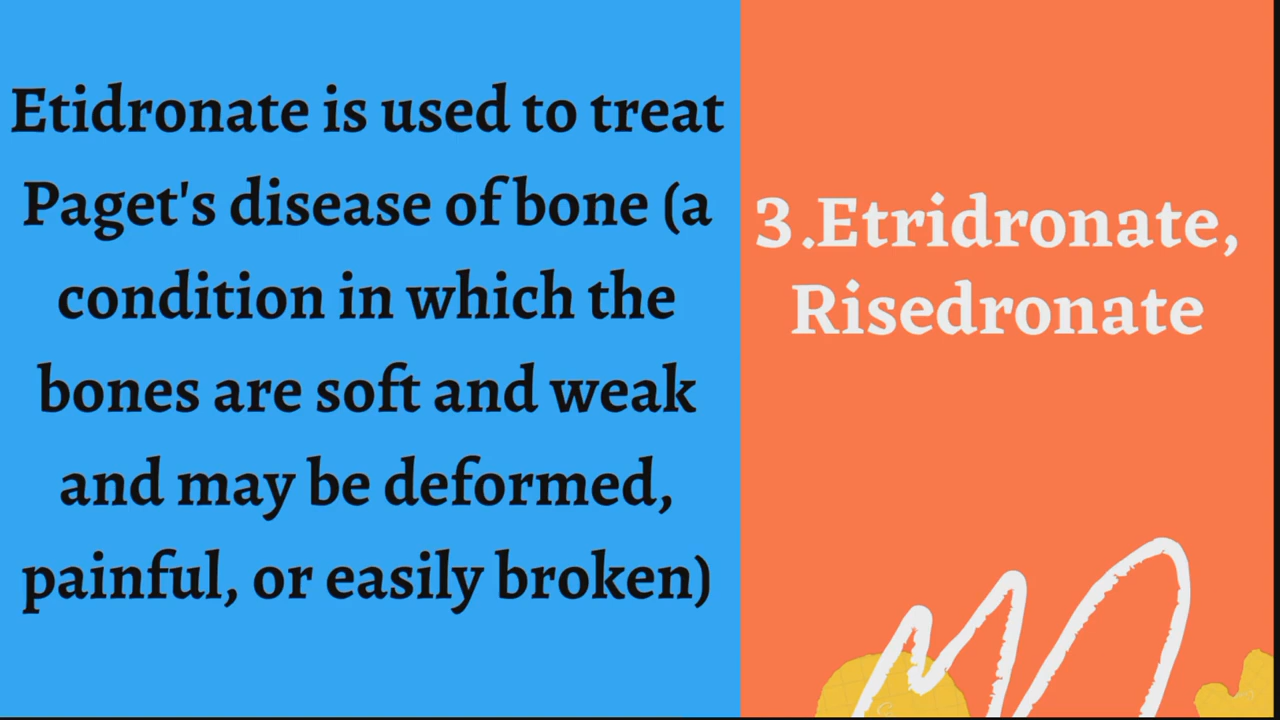 Etidronate is used to treat
Paget's disease of bone (a
condition in which the
bones are soft and weak
and may be deformed,
painful, or easily broken)
3.Etridronate,
Risedronate